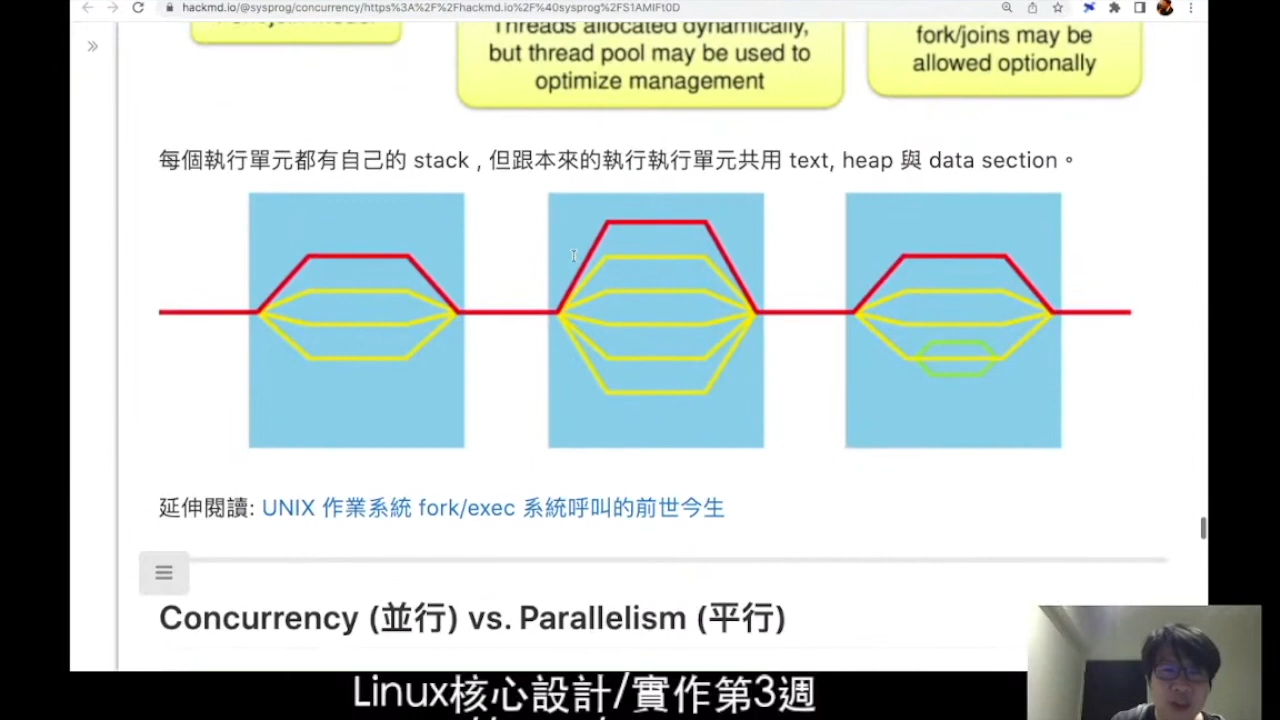 hackmd.io/@sysprog/concurrency/https%3A%2F%2Fhackmd.io%2F%40sysprog%2FS1AMIFt0D
Threads allocated dynamically,
but thread pool may be used to
optimize management
fork/joins may be
allowed optionally
每個執行單元都有自己的 stack , 但跟本來的執行執行單元共用 text, heap 與 data section。
延伸閱讀: UNIX 作業系統 fork/exec 系統呼叫的前世今生
Concurrency (並行) vs. Parallelism (平行)
Linux核心設計/實作第3週